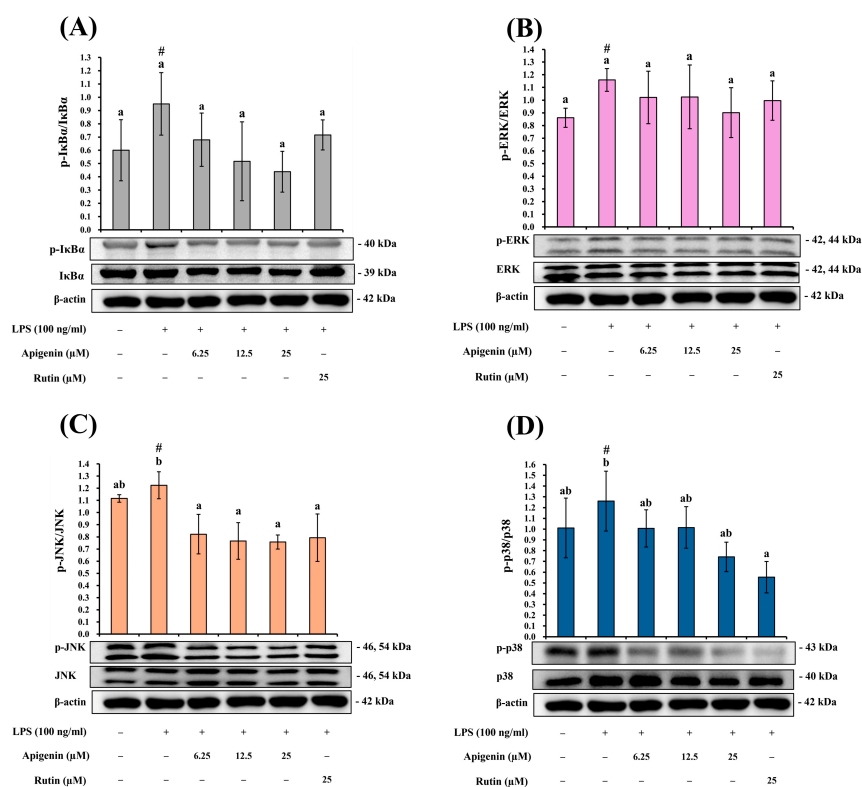 (A)
#
a a a a a a
p-IκBα/IκBα
1.3
1.2
1.1
1.0
0.9
0.8
0.7
0.6
0.5
0.4
0.3
0.2
0.1
0.0
p-IκBα - 40 kDa
IκBα - 39 kDa
β-actin - 42 kDa
LPS (100 ng/ml) – + + + + +
Apigenin (µM) – – 6.25 12.5 25 –
Rutin (µM) – – – – – 25
(B)
#
a a a a a a
p-ERK/ERK
1.4
1.3
1.2
1.1
1.0
0.9
0.8
0.7
0.6
0.5
0.4
0.3
0.2
0.1
0.0
p-ERK - 42, 44 kDa
ERK - 42, 44 kDa
β-actin - 42 kDa
LPS (100 ng/ml) – + + + + +
Apigenin (µM) – – 6.25 12.5 25 –
Rutin (µM) – – – – – 25
(C)
#
ab b a a a a
p-JNK/JNK
1.4
1.3
1.2
1.1
1.0
0.9
0.8
0.7
0.6
0.5
0.4
0.3
0.2
0.1
0.0
p-JNK - 46, 54 kDa
JNK - 46, 54 kDa
β-actin - 42 kDa
LPS (100 ng/ml) – + + + + +
Apigenin (µM) – – 6.25 12.5 25 –
Rutin (µM) – – – – – 25
(D)
#
ab b ab ab ab a
p-p38/p38
1.6
1.5
1.4
1.3
1.2
1.1
1.0
0.9
0.8
0.7
0.6
0.5
0.4
0.3
0.2
0.1
0.0
p-p38 - 43 kDa
p38 - 40 kDa
β-actin - 42 kDa
LPS (100 ng/ml) – + + + + +
Apigenin (µM) – – 6.25 12.5 25 –
Rutin (µM) – – – – – 25